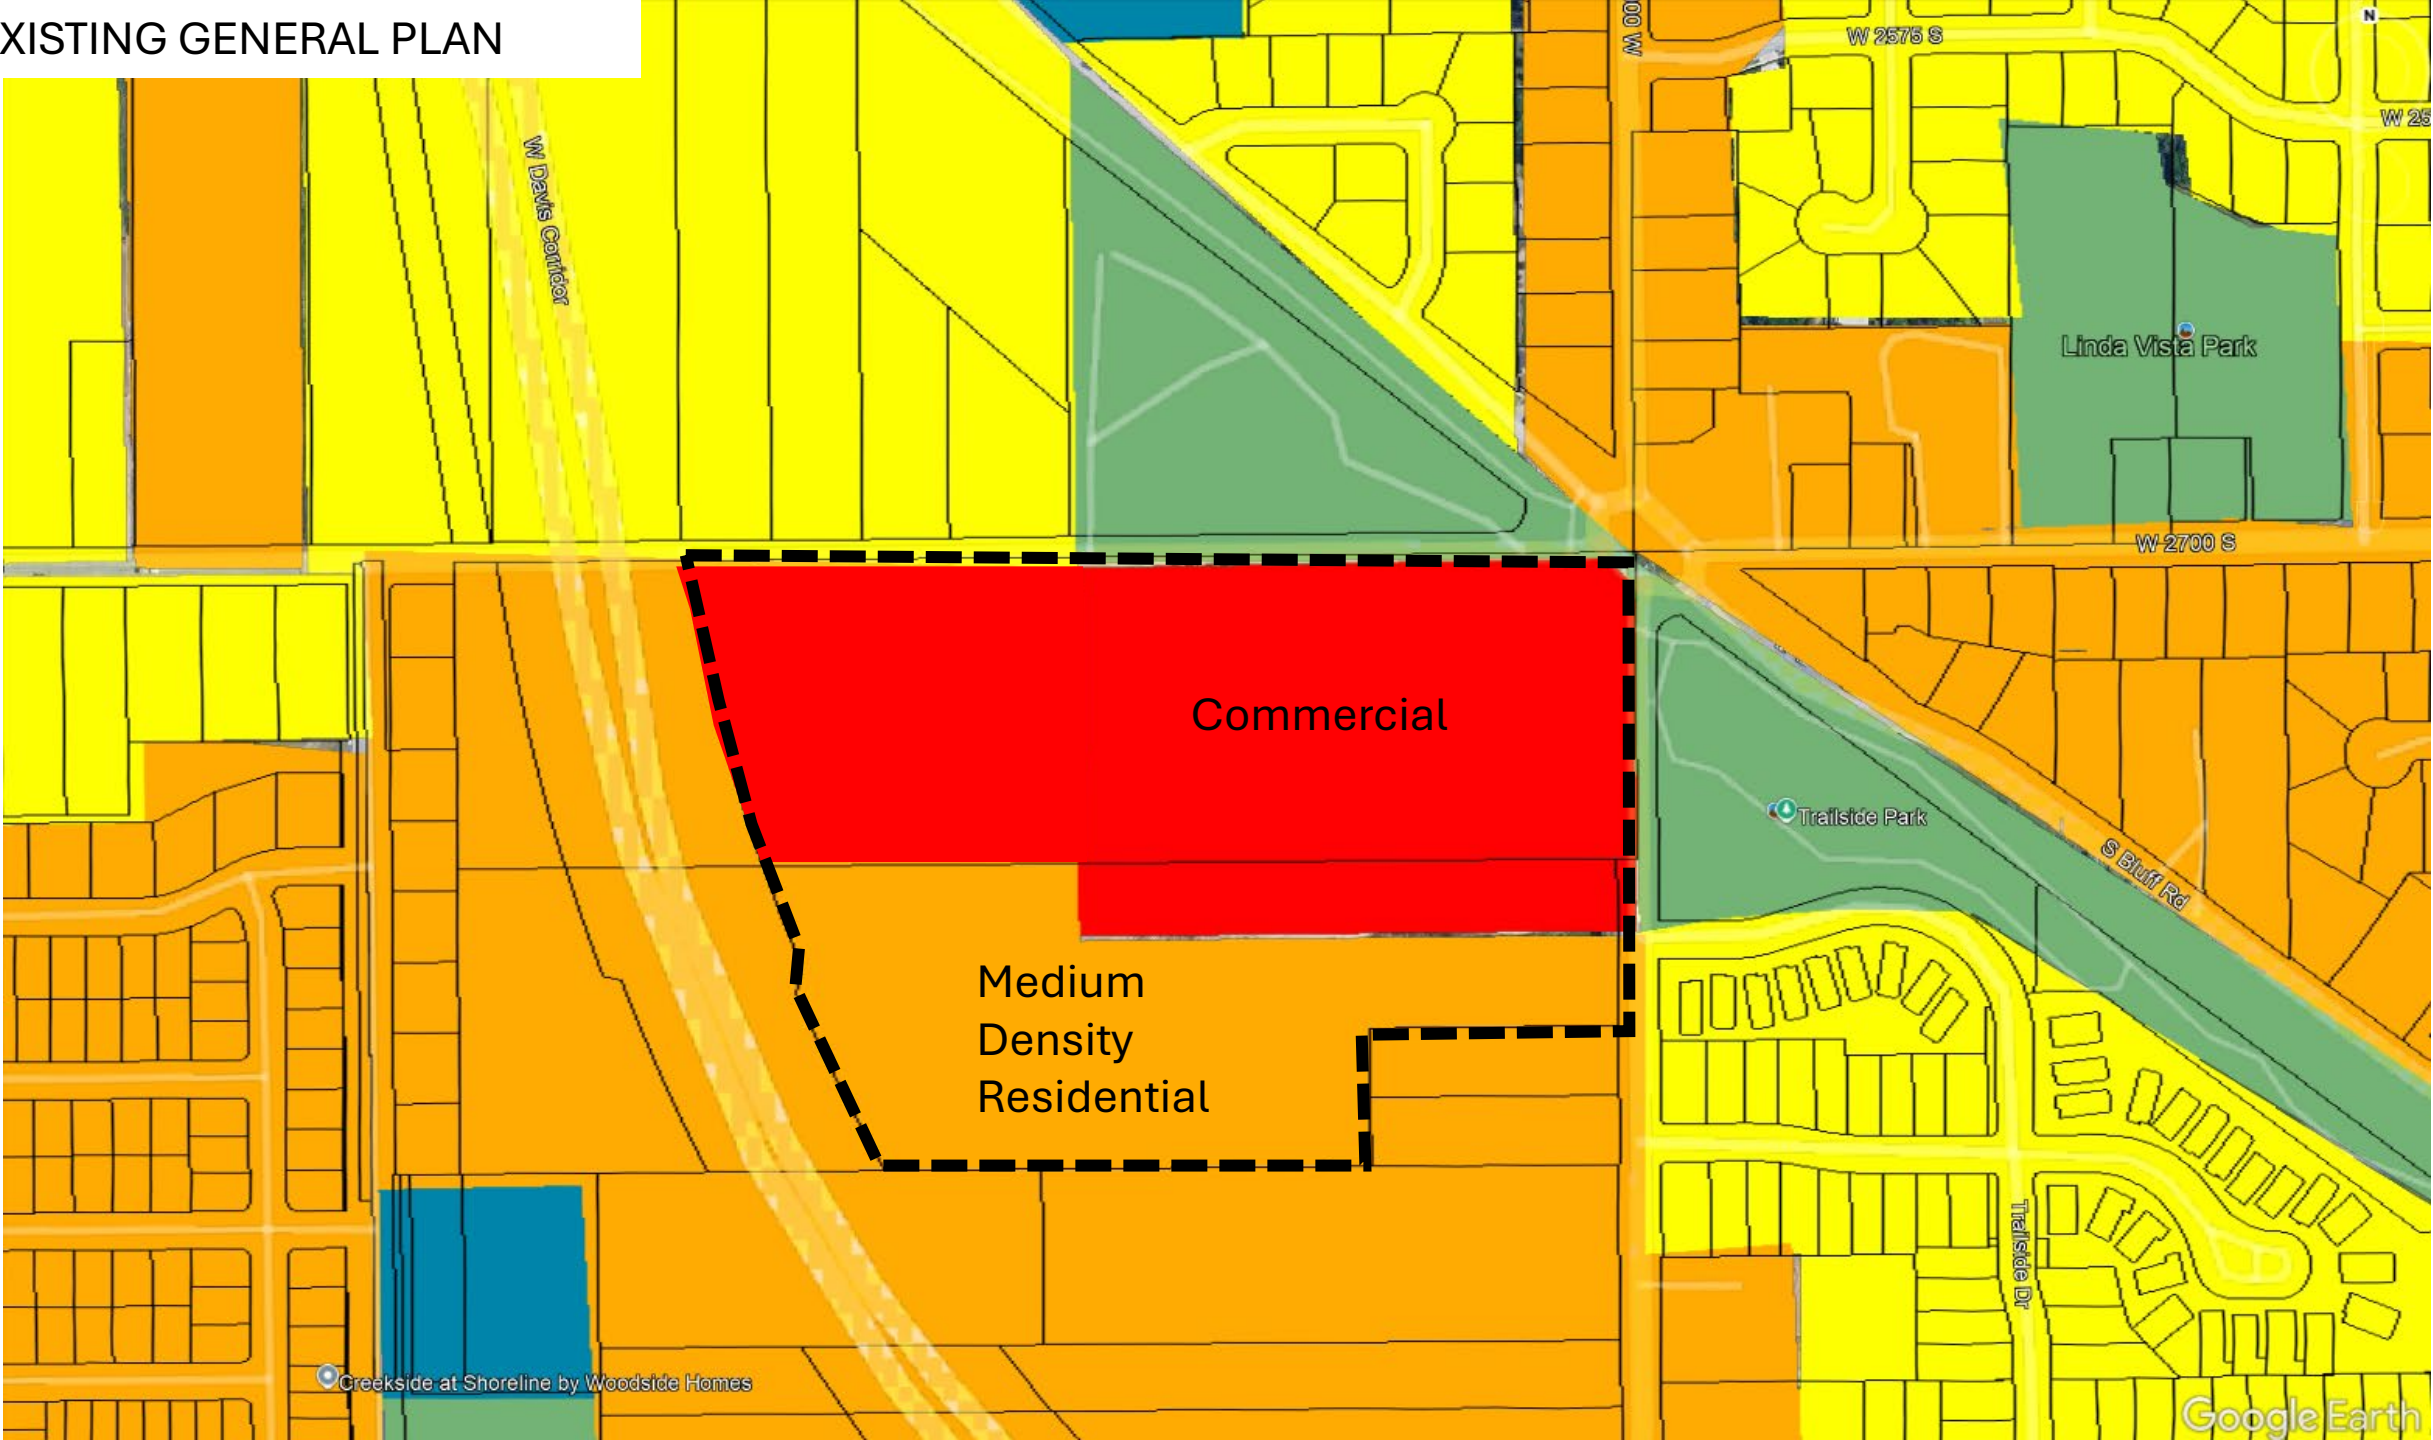 XISTING GENERAL PLAN
W 2575 S
00 W
N
W 25
W Davis Corridor
Linda Vista Park
W 2700 S
Commercial
Trailside Park
S Bluff Rd
Medium
Density
Residential
Trailside Dr
Creekside at Shoreline by Woodside Homes
Google Earth